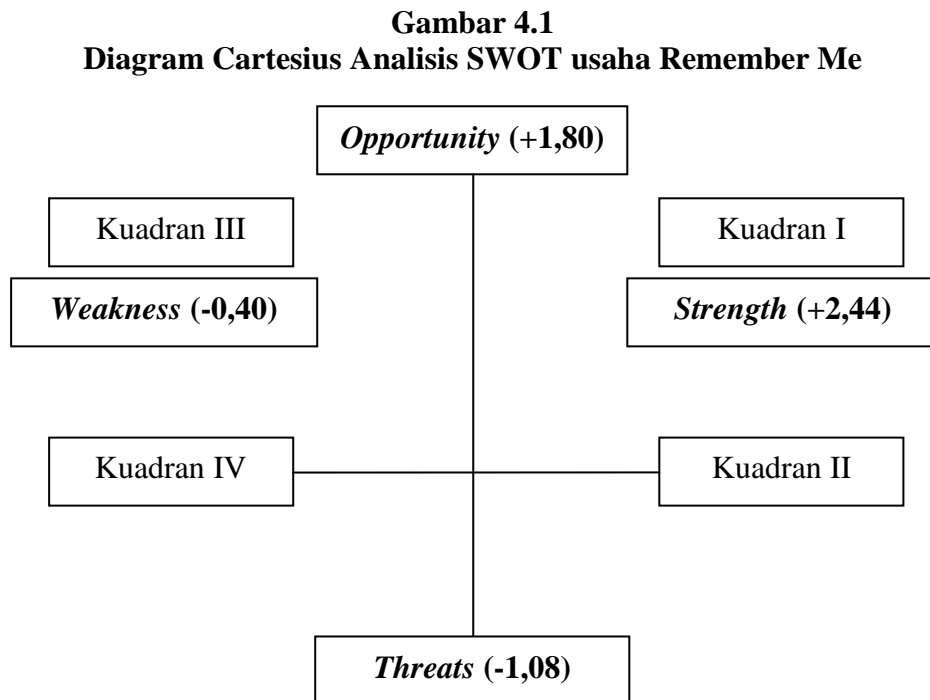 Gambar 4.1
Diagram Cartesius Analisis SWOT usaha Remember Me
Opportunity (+1,80)
Kuadran III
Kuadran I
Weakness (-0,40)
Strength (+2,44)
Kuadran IV
Kuadran II
Threats (-1,08)